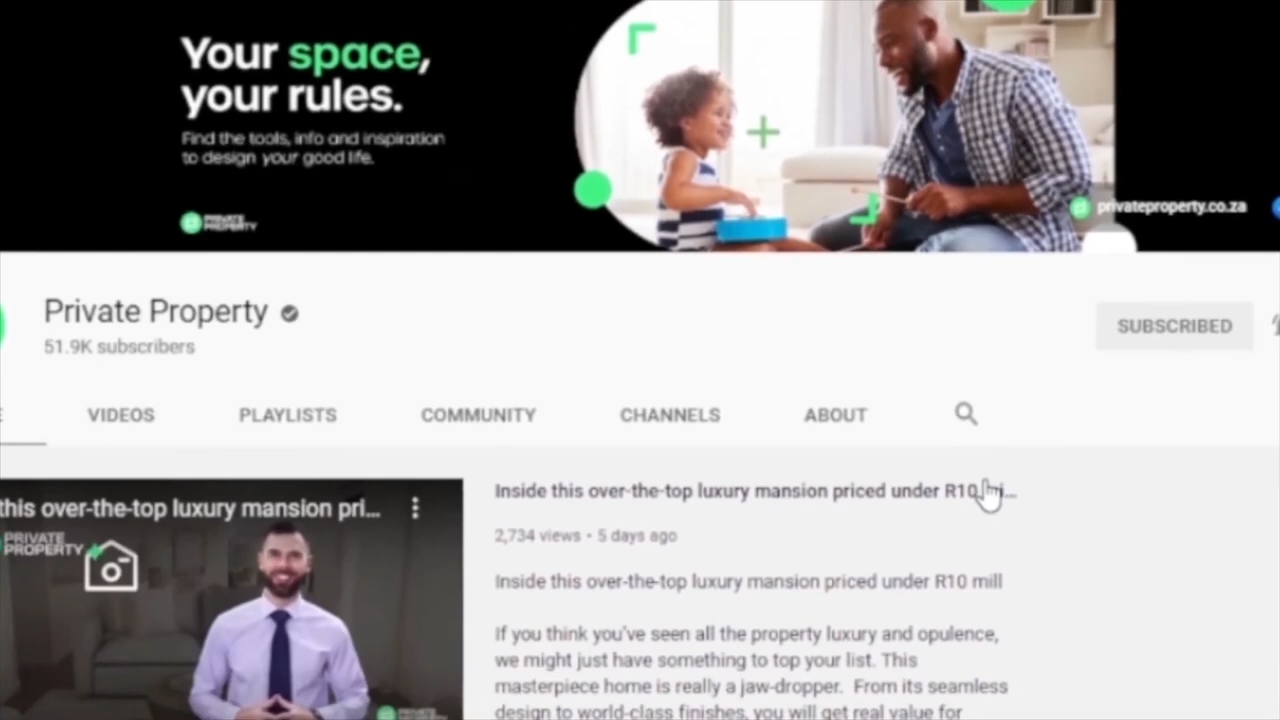 Your space,
your rules.
Find the tools, info and inspiration
to design your good life.
PRIVATE
PROPERTY
privateproperty.co.za
Private Property
51.9K subscribers
SUBSCRIBED
VIDEOS
PLAYLISTS
COMMUNITY
CHANNELS
ABOUT
this over-the-top luxury mansion pri...
PRIVATE
PROPERTY
Inside this over-the-top luxury mansion priced under R10
2,734 views • 5 days ago
Inside this over-the-top luxury mansion priced under R10 mill
If you think you've seen all the property luxury and opulence,
we might just have something to top your list. This
masterpiece home is really a jaw-dropper. From its seamless
design to world-class finishes, you will get real value for